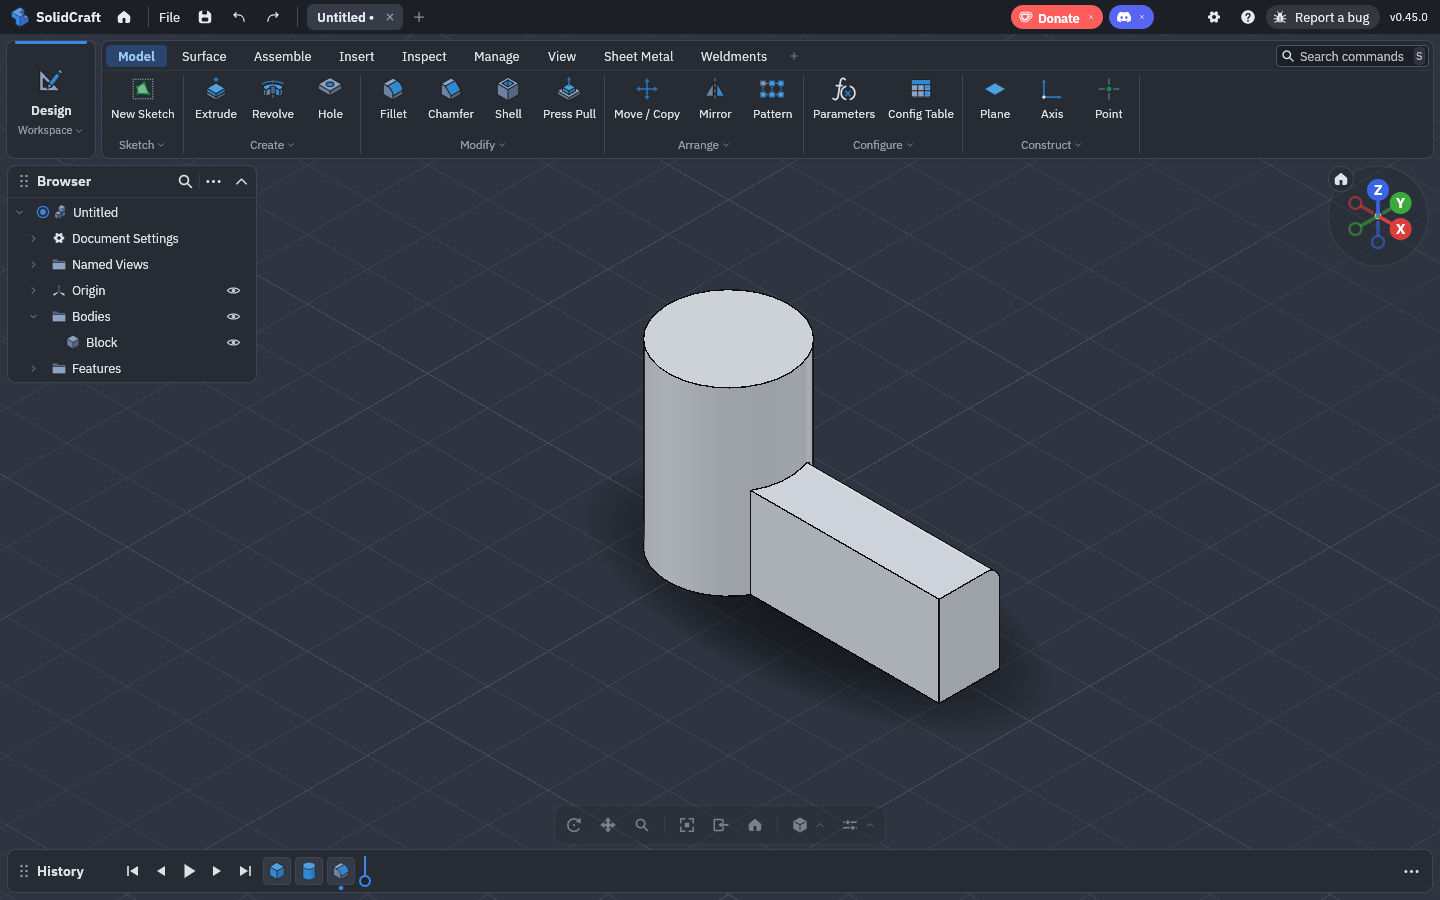 SolidCraft
File
Untitled •
Donate
Report a bug
v0.45.0
Design
Workspace
Model
Surface
Assemble
Insert
Inspect
Manage
View
Sheet Metal
Weldments
Search commands
S
New Sketch
Extrude
Revolve
Hole
Fillet
Chamfer
Shell
Press Pull
Move / Copy
Mirror
Pattern
Parameters
Config Table
Plane
Axis
Point
Sketch
Create
Modify
Arrange
Configure
Construct
Browser
Untitled
Document Settings
Named Views
Origin
Bodies
Block
Features
Z
Y
X
History